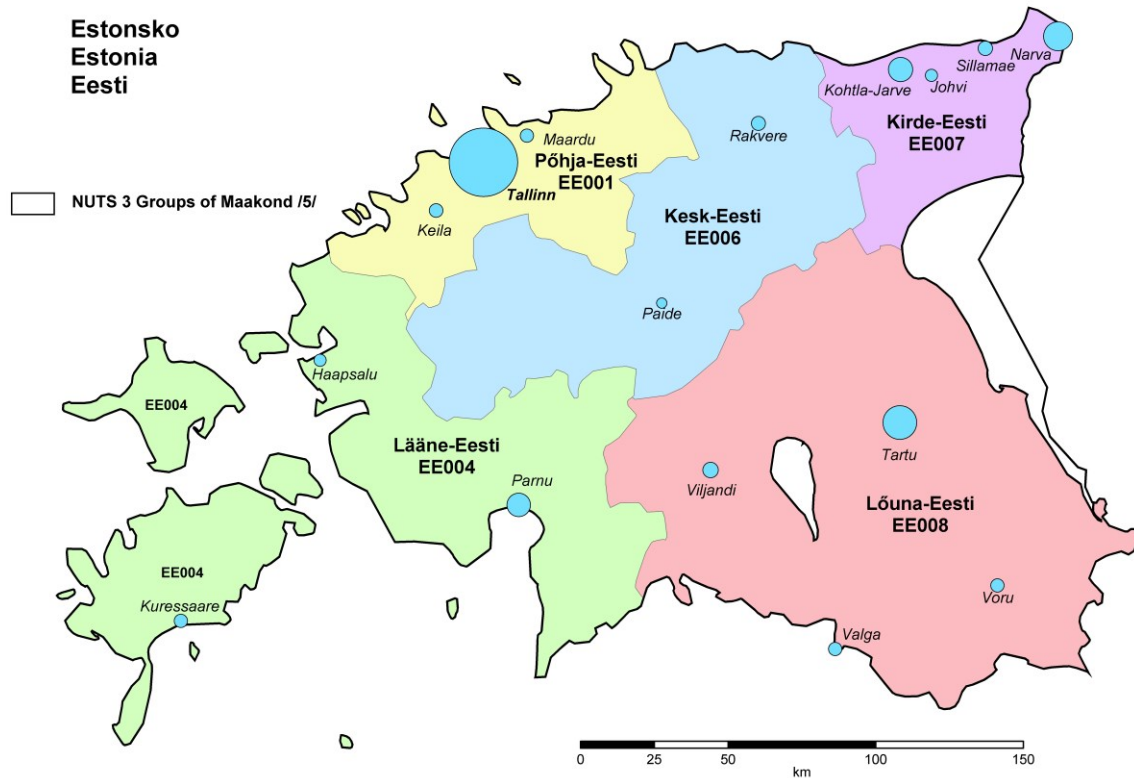 Estonsko
Estonia
Eesti
NUTS 3 Groups of Maakond /5/
Narva
Sillamae
Kohtla-Jarve
Johvi
Kirde-Eesti
EE007
Maardu
Rakvere
Pőhja-Eesti
EE001
Tallinn
Keila
Kesk-Eesti
EE006
Paide
Haapsalu
EE004
Lääne-Eesti
EE004
Parnu
Tartu
Viljandi
Lőuna-Eesti
EE008
EE004
Kuressaare
Voru
Valga
0 25 50 100 150
km